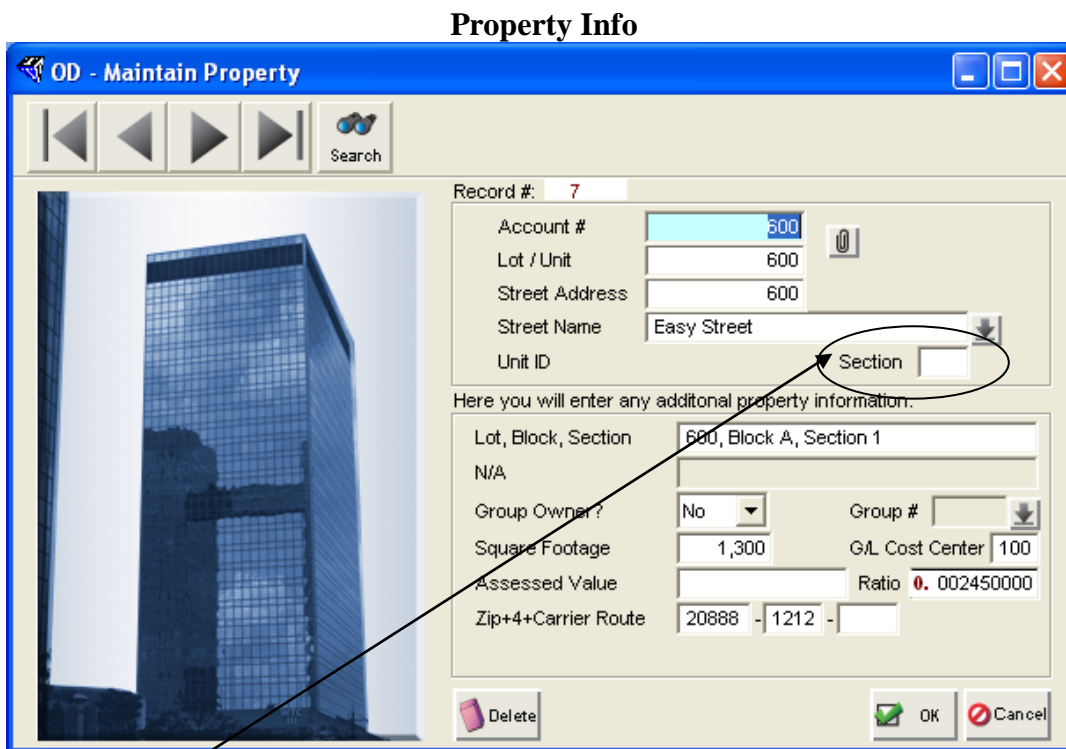 Property Info
OD - Maintain Property
Search
Record #: 7
Account # 600
Lot / Unit 600
Street Address 600
Street Name Easy Street
Unit ID Section
Here you will enter any additonal property information.
Lot, Block, Section 600, Block A, Section 1
N/A
Group Owner? No Group #
Square Footage 1,300 G/L Cost Center 100
Assessed Value Ratio 0. 002450000
Zip+4+Carrier Route 20888 - 1212 -
Delete OK Cancel